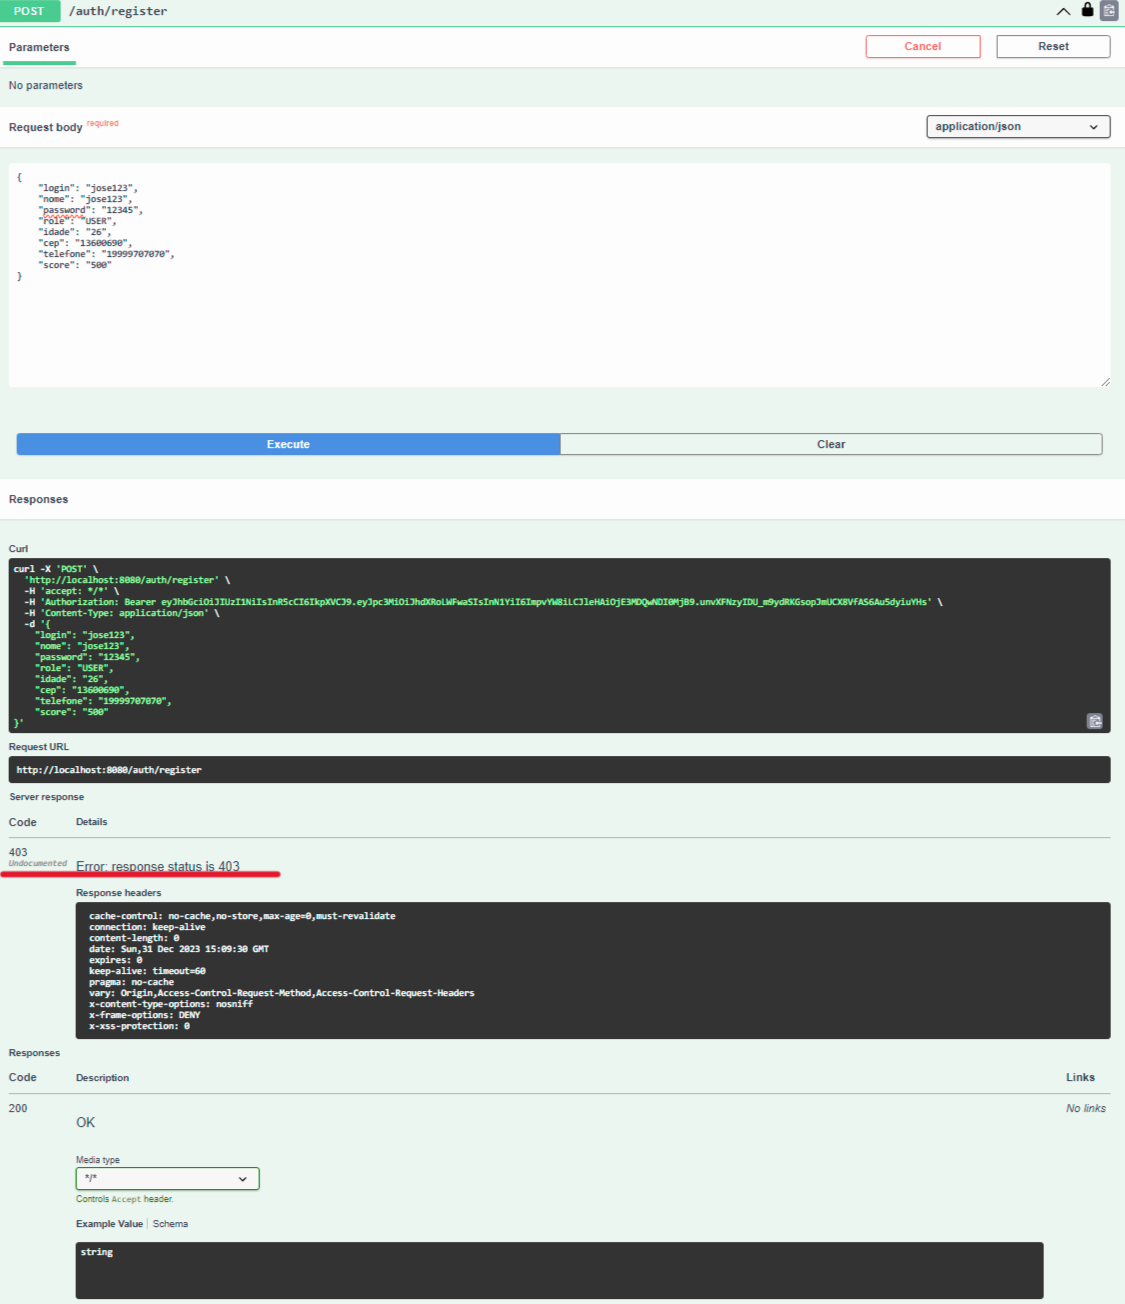 POST /auth/register
Parameters
Cancel
Reset
No parameters
Request body required
application/json
{
"login": "jose123",
"nome": "jose123",
"password": "12345",
"role": "USER",
"idade": "26",
"cep": "13600690",
"telefone": "19999707070",
"score": "500"
}
Execute
Clear
Responses
Curl
curl -X 'POST' \
'http://localhost:8080/auth/register' \
-H 'accept: */*' \
-H 'Authorization: Bearer
-H 'Content-Type: application/json' \
-d '{
"login": "jose123",
"nome": "jose123",
"password": "12345",
"role": "USER",
"idade": "26",
"cep": "13600690",
"telefone": "19999707070",
"score": "500"
}'
Request URL
http://localhost:8080/auth/register
Server response
Code Details
403
Undocumented
Error: response status is 403
Response headers
cache-control: no-cache,no-store,max-age=0,must-revalidate
connection: keep-alive
content-length: 0
date: Sun,31 Dec 2023 15:09:30 GMT
expires: 0
keep-alive: timeout=60
pragma: no-cache
vary: Origin,Access-Control-Request-Method,Access-Control-Request-Headers
x-content-type-options: nosniff
x-frame-options: DENY
x-xss-protection: 0
Responses
Code Description Links
200
OK
No links
Media type
*/*
Controls Accept header.
Example Value Schema
string